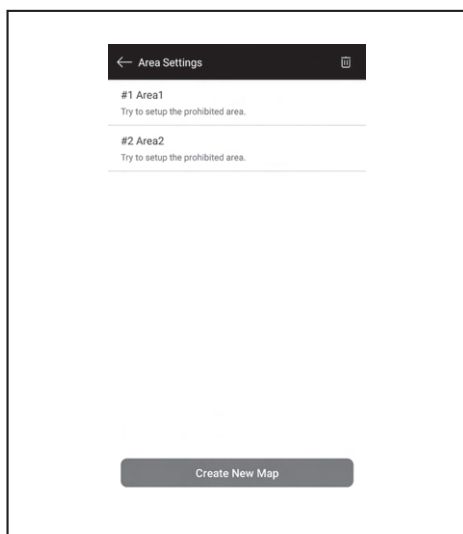 Area Settings
#1 Area1
Try to setup the prohibited area.
#2 Area2
Try to setup the prohibited area.
Create New Map